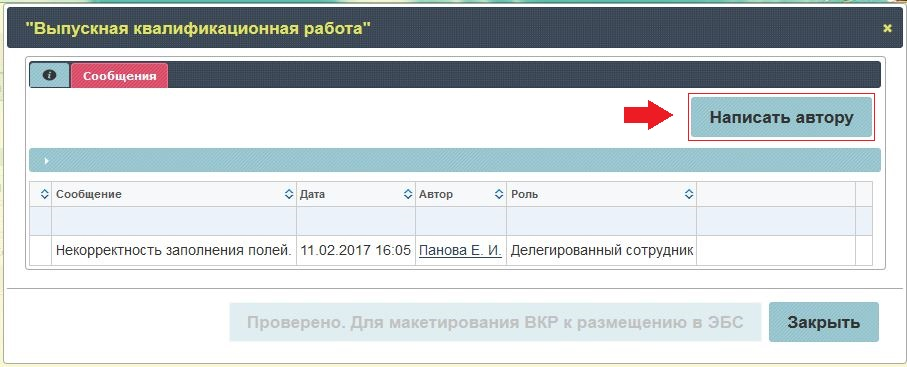 "Выпускная квалификационная работа"
Сообщения
Написать автору
Сообщение Дата Автор Роль
Некорректность заполнения полей. 11.02.2017 16:05 Панова Е. И. Делегированный сотрудник
Проверено. Для макетирования ВКР к размещению в ЭБС Закрыть